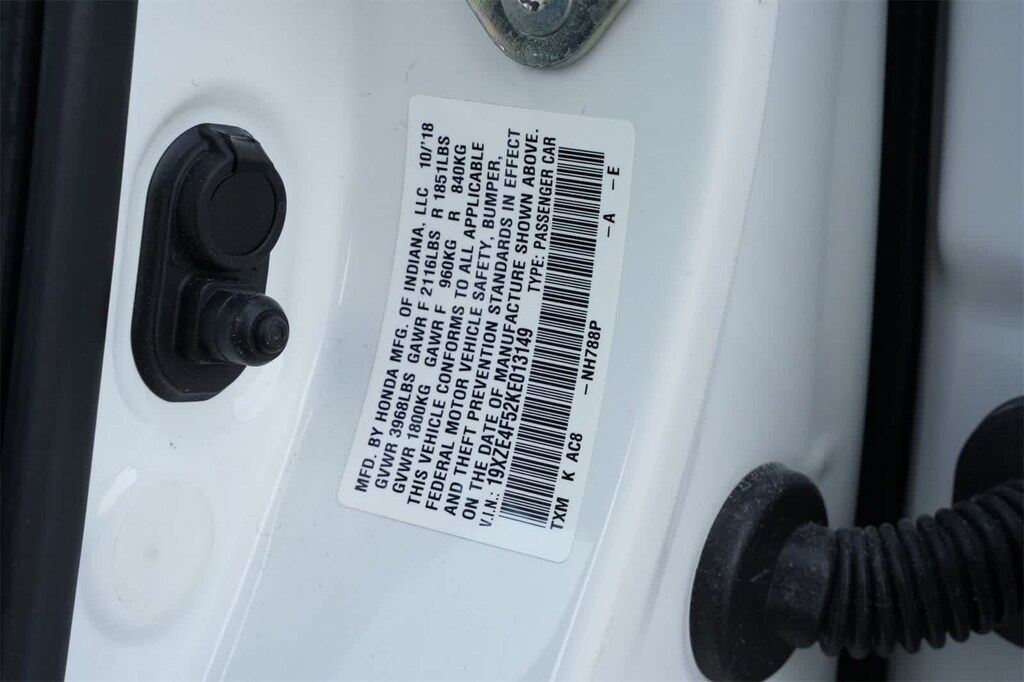 MFD. BY HONDA MFG. OF INDIANA, LLC 10/'18
GVWR 3968LBS GAWR F 2116LBS R 1851LBS
GVWR 1800KG GAWR F 960KG R 840KG
THIS VEHICLE CONFORMS TO ALL APPLICABLE
FEDERAL MOTOR VEHICLE SAFETY, BUMPER,
AND THEFT PREVENTION STANDARDS IN EFFECT
ON THE DATE OF MANUFACTURE SHOWN ABOVE.
V.I.N.: 19XZE4F52KE013149 TYPE: PASSENGER CAR
TXM K AC8 -NH788P -A -E